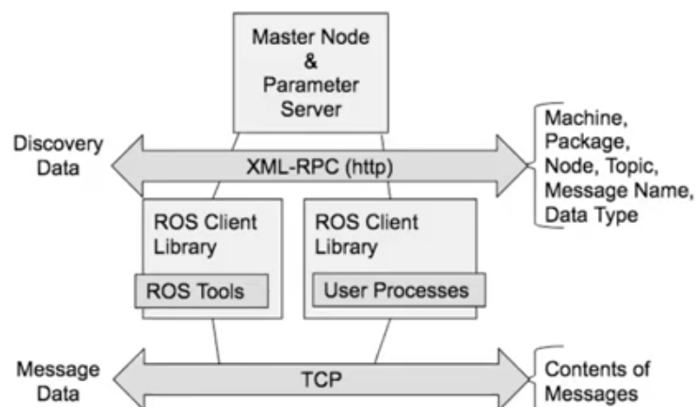 Master Node
&
Parameter
Server
Discovery
Data
XML-RPC (http)
Machine,
Package,
Node, Topic,
Message Name,
Data Type
ROS Client
Library
ROS Tools
ROS Client
Library
User Processes
Message
Data
TCP
Contents of
Messages